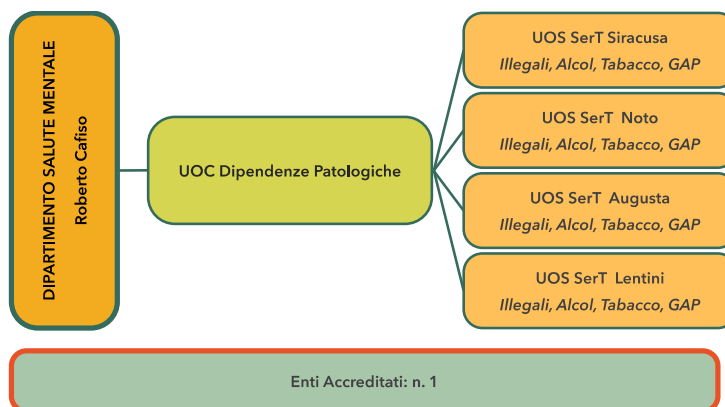 DIPARTIMENTO SALUTE MENTALE
Roberto Cafiso
UOC Dipendenze Patologiche
UOS SerT Siracusa
Illegali, Alcol, Tabacco, GAP
UOS SerT Noto
Illegali, Alcol, Tabacco, GAP
UOS SerT Augusta
Illegali, Alcol, Tabacco, GAP
UOS SerT Lentini
Illegali, Alcol, Tabacco, GAP
Enti Accreditati: n. 1